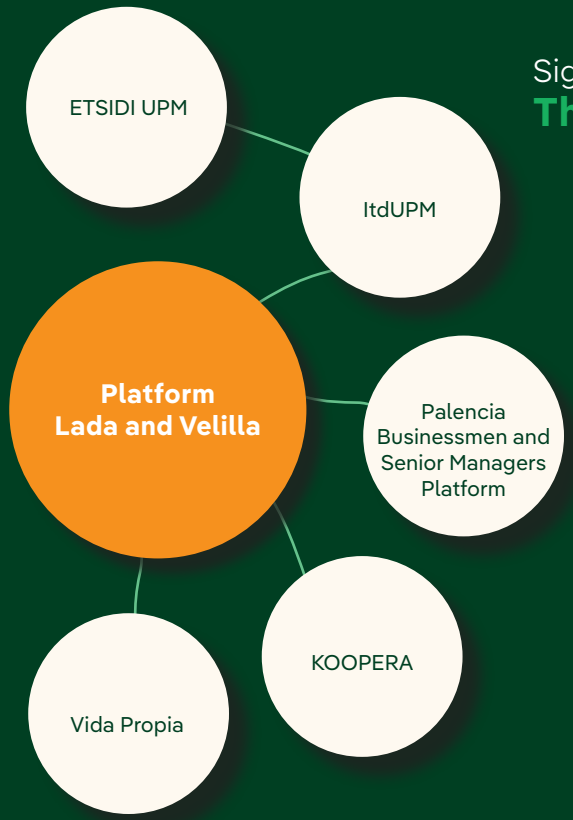 ETSIDI UPM
ItdUPM
Platform
Lada and Velilla
Palencia
Businessmen and
Senior Managers
Platform
KOOPERA
Vida Propia